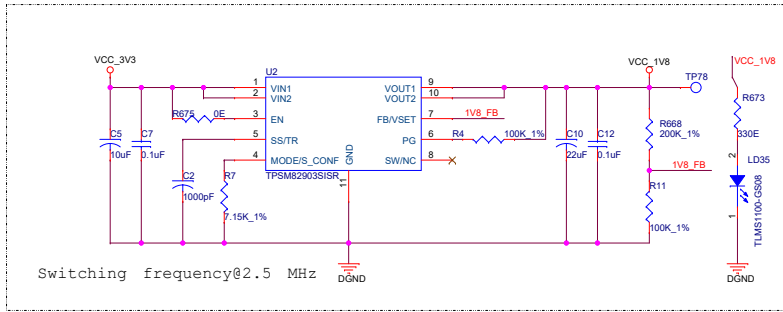 VCC_3V3
VCC_1V8
VCC_1V8
U2
TP78
1
VIN1
VOUT1
9
2
VIN2
VOUT2
10
R673
R675
0E
3
EN
FB/VSET
7
1V8_FB
C5
C7
5
SS/TR
PG
6
R4
100K_1%
C10
C12
R668
200K_1%
330E
10uF
0.1uF
4
MODE/S_CONF
GND
SW/NC
8
22uF
0.1uF
2
LD35
TPSM82903SISR
11
1V8_FB
C2
1000pF
R7
7.15K_1%
R11
100K_1%
1
TLMS1100-GS08
Switching frequency@2.5 MHz
DGND
DGND
DGND